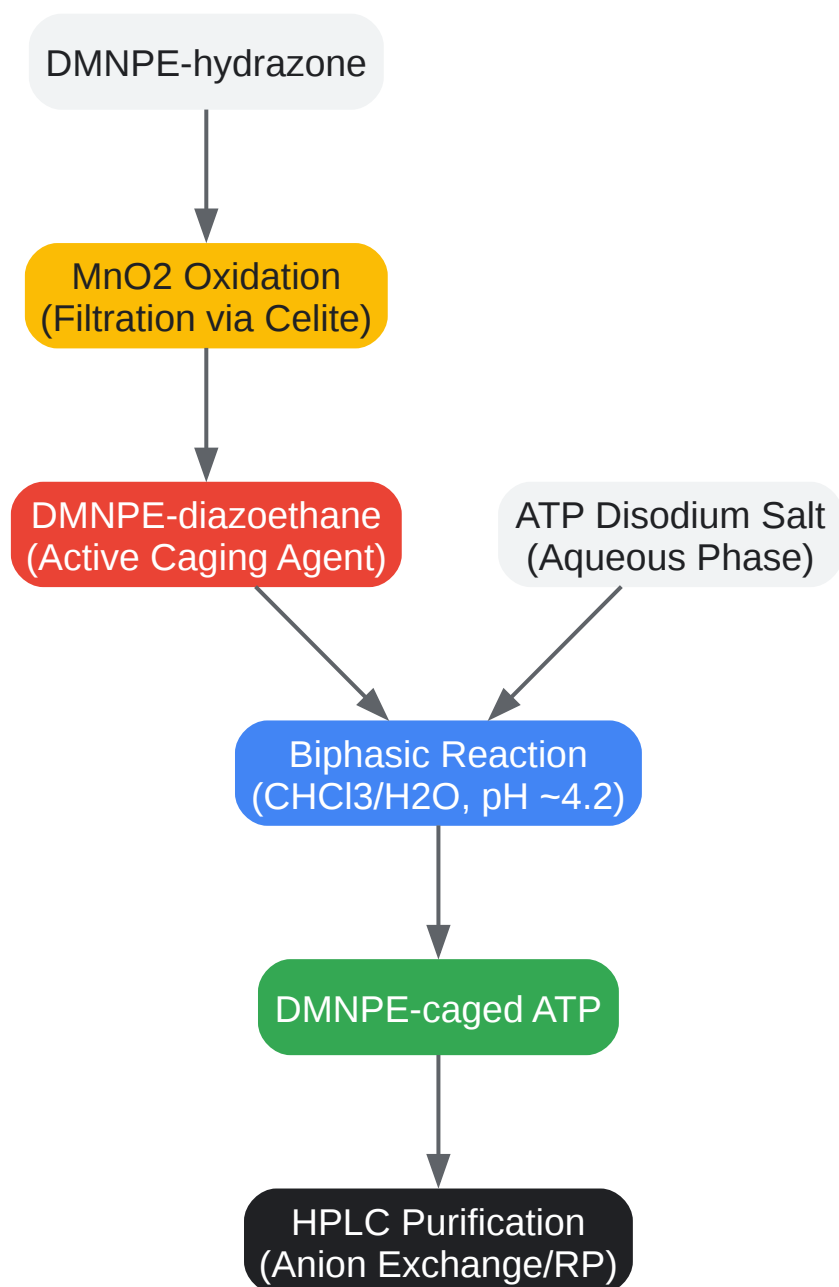 DMNPE-hydrazone
MnO2 Oxidation
(Filtration via Celite)
DMNPE-diazoethane
(Active Caging Agent)
ATP Disodium Salt
(Aqueous Phase)
Biphasic Reaction
(CHCl3/H2O, pH ~4.2)
DMNPE-caged ATP
HPLC Purification
(Anion Exchange/RP)